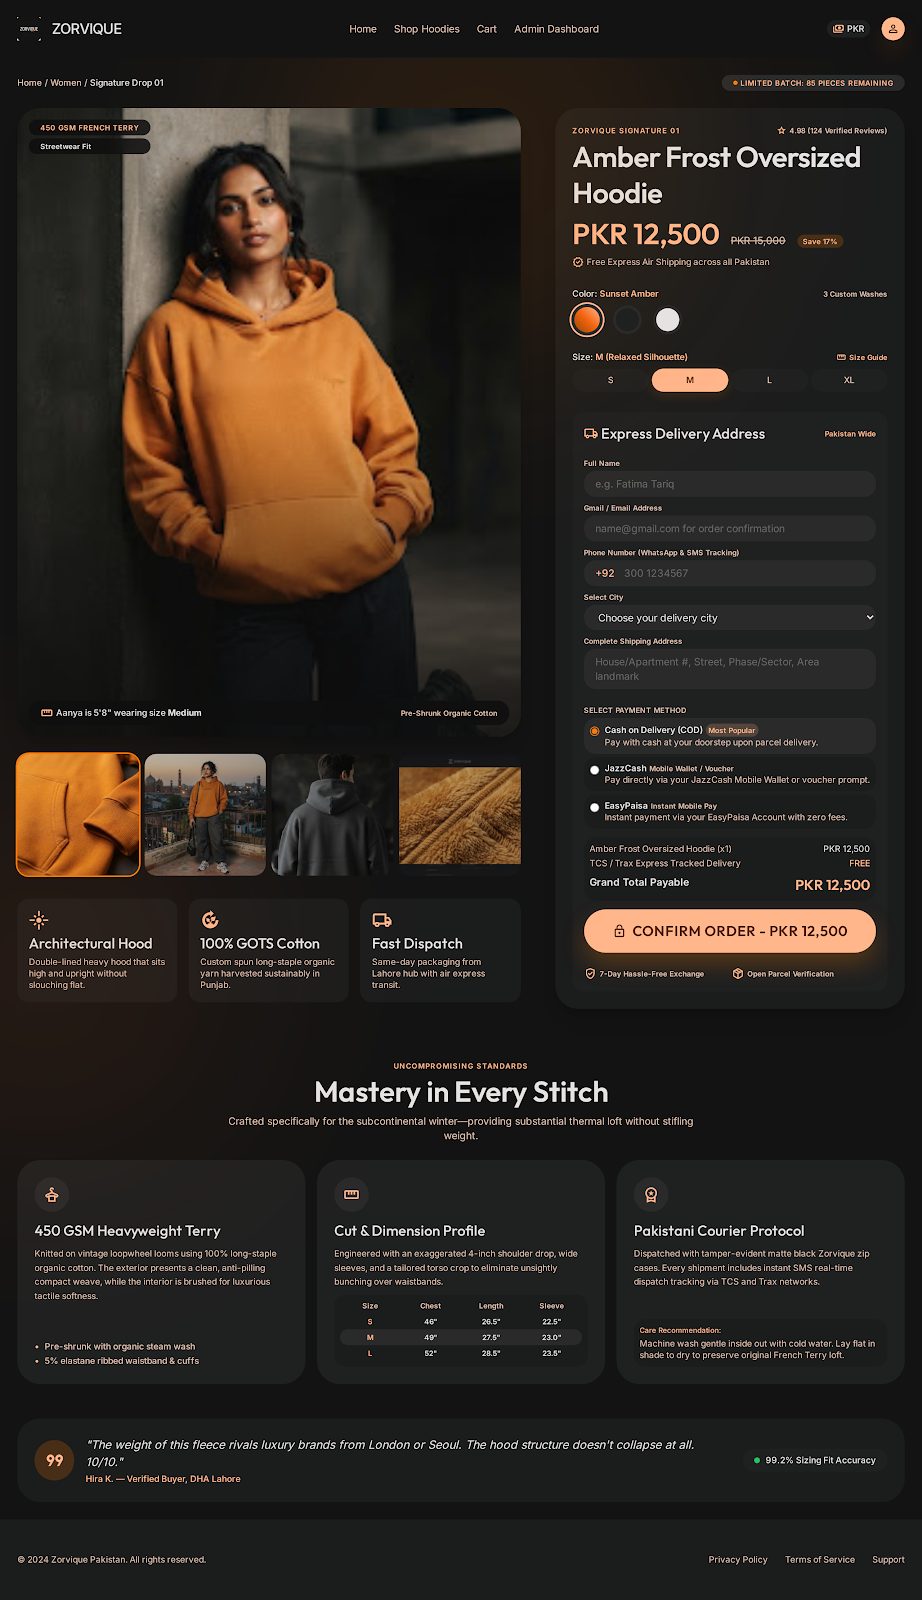 ZORVIQUE
ZORVIQUE
Home
Shop Hoodies
Cart
Admin Dashboard
PKR
Home / Women / Signature Drop 01
LIMITED BATCH: 85 PIECES REMAINING
450 GSM FRENCH TERRY
Streetwear Fit
Aanya is 5'8" wearing size Medium
Pre-Shrunk Organic Cotton
Architectural Hood
Double-lined heavy hood that sits
high and upright without
slouching flat.
100% GOTS Cotton
Custom spun long-staple organic
yarn harvested sustainably in
Punjab.
Fast Dispatch
Same-day packaging from
Lahore hub with air express
transit.
ZORVIQUE SIGNATURE 01
4.98 (124 Verified Reviews)
Amber Frost Oversized
Hoodie
PKR 12,500
PKR 15,000
Save 17%
Free Express Air Shipping across all Pakistan
Color: Sunset Amber
3 Custom Washes
Size: M (Relaxed Silhouette)
Size Guide
S
M
L
XL
Express Delivery Address
Pakistan Wide
Full Name
e.g. Fatima Tariq
Gmail / Email Address
name@gmail.com for order confirmation
Phone Number (WhatsApp & SMS Tracking)
+92 300 1234567
Select City
Choose your delivery city
Complete Shipping Address
House/Apartment #, Street, Phase/Sector, Area
landmark
SELECT PAYMENT METHOD
Cash on Delivery (COD) Most Popular
Pay with cash at your doorstep upon parcel delivery.
JazzCash Mobile Wallet / Voucher
Pay directly via your JazzCash Mobile Wallet or voucher prompt.
EasyPaisa Instant Mobile Pay
Instant payment via your EasyPaisa Account with zero fees.
Amber Frost Oversized Hoodie (x1)
PKR 12,500
TCS / Trax Express Tracked Delivery
FREE
Grand Total Payable
PKR 12,500
CONFIRM ORDER - PKR 12,500
7-Day Hassle-Free Exchange
Open Parcel Verification
UNCOMPROMISING STANDARDS
Mastery in Every Stitch
Crafted specifically for the subcontinental winter—providing substantial thermal loft without stifling
weight.
450 GSM Heavyweight Terry
Knitted on vintage loopwheel looms using 100% long-staple
organic cotton. The exterior presents a clean, anti-pilling
compact weave, while the interior is brushed for luxurious
tactile softness.
• Pre-shrunk with organic steam wash
• 5% elastane ribbed waistband & cuffs
Cut & Dimension Profile
Engineered with an exaggerated 4-inch shoulder drop, wide
sleeves, and a tailored torso crop to eliminate unsightly
bunching over waistbands.
Size Chest Length Sleeve
S 46" 26.5" 22.5"
M 49" 27.5" 23.0"
L 52" 28.5" 23.5"
Pakistani Courier Protocol
Dispatched with tamper-evident matte black Zorvique zip
cases. Every shipment includes instant SMS real-time
dispatch tracking via TCS and Trax networks.
Care Recommendation:
Machine wash gentle inside out with cold water. Lay flat in
shade to dry to preserve original French Terry loft.
99
"The weight of this fleece rivals luxury brands from London or Seoul. The hood structure doesn't collapse at all.
10/10."
Hira K. — Verified Buyer, DHA Lahore
99.2% Sizing Fit Accuracy
© 2024 Zorvique Pakistan. All rights reserved.
Privacy Policy
Terms of Service
Support